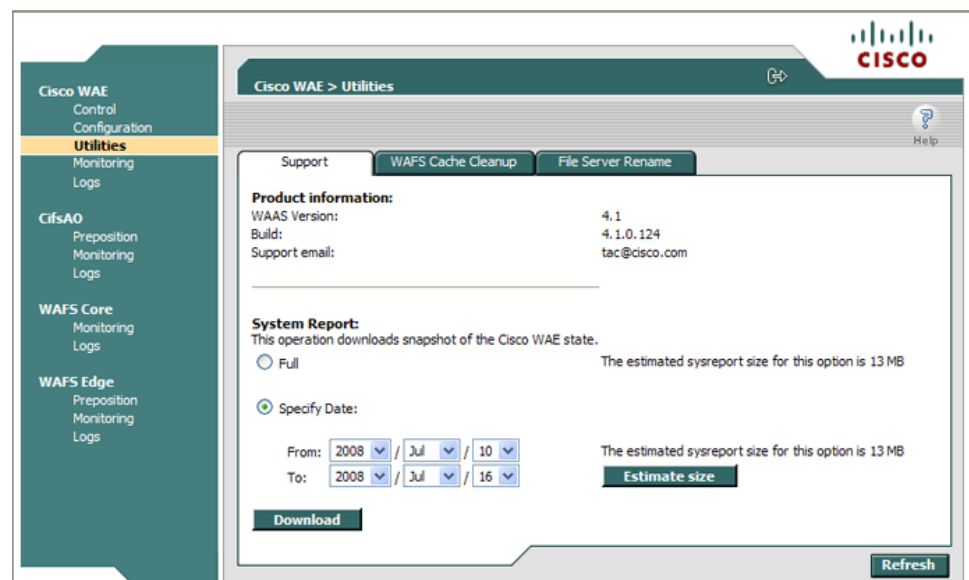 CISCO
Cisco WAE
Control
Configuration
Utilities
Monitoring
Logs
CifsAO
Preposition
Monitoring
Logs
WAFS Core
Monitoring
Logs
WAFS Edge
Preposition
Monitoring
Logs
Cisco WAE > Utilities
Help
Support WAFS Cache Cleanup File Server Rename
Product information:
WAAS Version: 4.1
Build: 4.1.0.124
Support email: tac@cisco.com
System Report:
This operation downloads snapshot of the Cisco WAE state.
Full The estimated sysreport size for this option is 13 MB
Specify Date:
From: 2008 / Jul / 10 The estimated sysreport size for this option is 13 MB
To: 2008 / Jul / 16 Estimate size
Download
Refresh